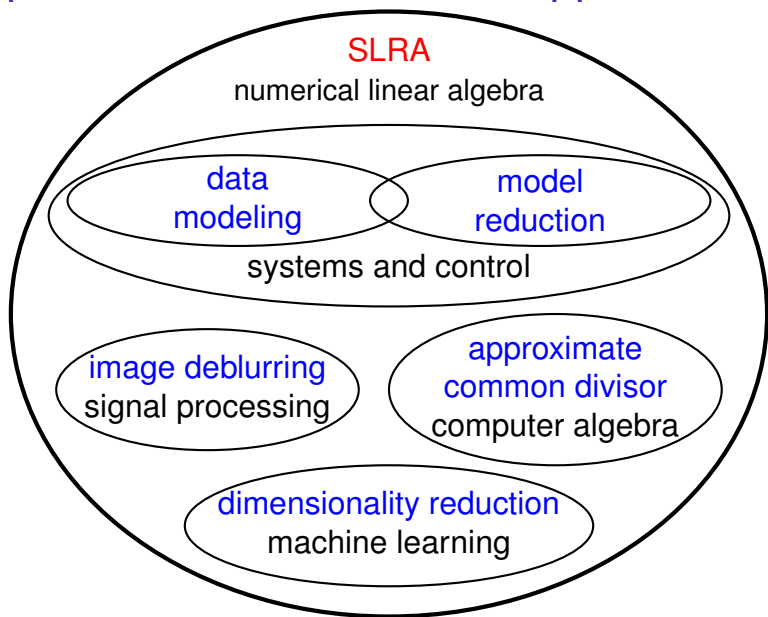 SLRA
numerical linear algebra
data modeling
model reduction
systems and control
image deblurring
signal processing
approximate
common divisor
computer algebra
dimensionality reduction
machine learning